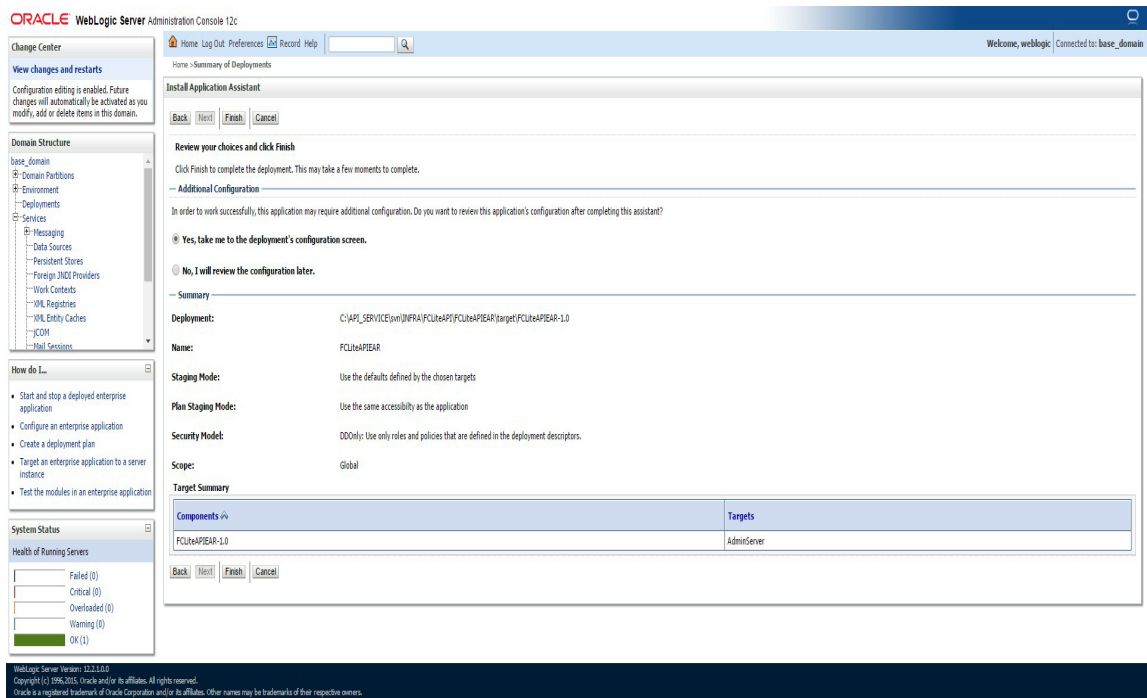 ORACLE WebLogic Server Administration Console 12c
Change Center
View changes and restarts
Configuration editing is enabled. Future
changes will automatically be activated as you
modify, add or delete items in this domain.
Domain Structure
base_domain
Domain Partitions
Environment
Deployments
Services
Messaging
Data Sources
Persistent Stores
Foreign JNDI Providers
Work Contexts
XML Registries
XML Entity Caches
jCOM
Mail Sessions
How do I...
Start and stop a deployed enterprise
application
Configure an enterprise application
Create a deployment plan
Target an enterprise application to a server
instance
Test the modules in an enterprise application
System Status
Health of Running Servers
Failed (0)
Critical (0)
Overloaded (0)
Warning (0)
OK (1)
Home Log Out Preferences Record Help
Welcome, weblogic Connected to: base_domain
Home >Summary of Deployments
Install Application Assistant
Back Next Finish Cancel
Review your choices and click Finish
Click Finish to complete the deployment. This may take a few moments to complete.
Additional Configuration
In order to work successfully, this application may require additional configuration. Do you want to review this application's configuration after completing this assistant?
Yes, take me to the deployment's configuration screen.
No, I will review the configuration later.
Summary
Deployment: C:\API_SERVICE\svn\INFRA\FCLiteAPI\FCLiteAPIEAR\target\FCLiteAPIEAR-1.0
Name: FCLiteAPIEAR
Staging Mode: Use the defaults defined by the chosen targets
Plan Staging Mode: Use the same accessibilty as the application
Security Model: DDOnly: Use only roles and policies that are defined in the deployment descriptors.
Scope: Global
Target Summary
Components Targets
FCLiteAPIEAR-1.0 AdminServer
Back Next Finish Cancel
WebLogic Server Version: 12.2.1.0.0
Copyright (c) 1996,2015, Oracle and/or its affiliates. All rights reserved.
Oracle is a registered trademark of Oracle Corporation and/or its affiliates. Other names may be trademarks of their respective owners.